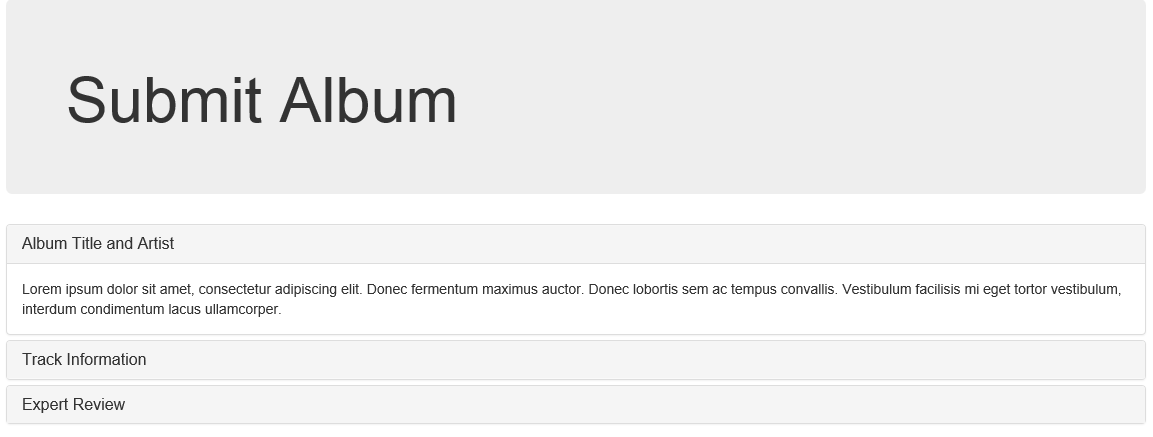 Submit Album
Album Title and Artist
Lorem ipsum dolor sit amet, consectetur adipiscing elit. Donec fermentum maximus auctor. Donec lobortis sem ac tempus convallis. Vestibulum facilisis mi eget tortor vestibulum,
interdum condimentum lacus ullamcorper.
Track Information
Expert Review